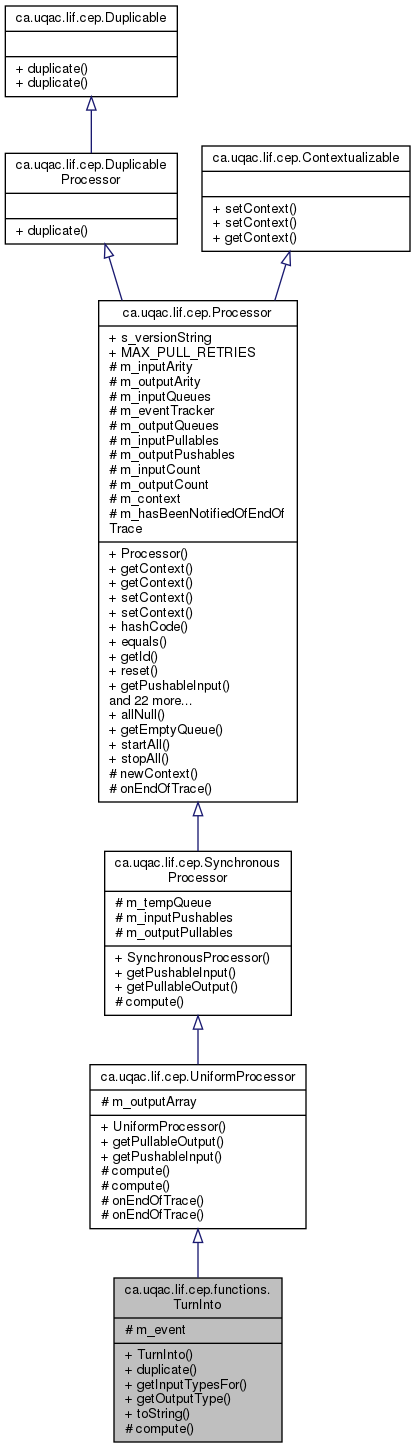 ca.uqac.lif.cep.Duplicable
+ duplicate()
+ duplicate()
ca.uqac.lif.cep.Duplicable
Processor
+ duplicate()
ca.uqac.lif.cep.Contextualizable
+ setContext()
+ setContext()
+ getContext()
ca.uqac.lif.cep.Processor
+ s_versionString
+ MAX_PULL_RETRIES
# m_inputArity
# m_outputArity
# m_inputQueues
# m_eventTracker
# m_outputQueues
# m_inputPullables
# m_outputPushables
# m_inputCount
# m_outputCount
# m_context
# m_hasBeenNotifiedOfEndOf
Trace
+ Processor()
+ getContext()
+ getContext()
+ setContext()
+ setContext()
+ hashCode()
+ equals()
+ getId()
+ reset()
+ getPushableInput()
and 22 more...
+ allNull()
+ getEmptyQueue()
+ startAll()
+ stopAll()
# newContext()
# onEndOfTrace()
ca.uqac.lif.cep.Synchronous
Processor
# m_tempQueue
# m_inputPushables
# m_outputPullables
+ SynchronousProcessor()
+ getPushableInput()
+ getPullableOutput()
# compute()
ca.uqac.lif.cep.UniformProcessor
# m_outputArray
+ UniformProcessor()
+ getPullableOutput()
+ getPushableInput()
# compute()
# compute()
# onEndOfTrace()
# onEndOfTrace()
ca.uqac.lif.cep.functions.
TurnInto
# m_event
+ TurnInto()
+ duplicate()
+ getInputTypesFor()
+ getOutputType()
+ toString()
# compute()